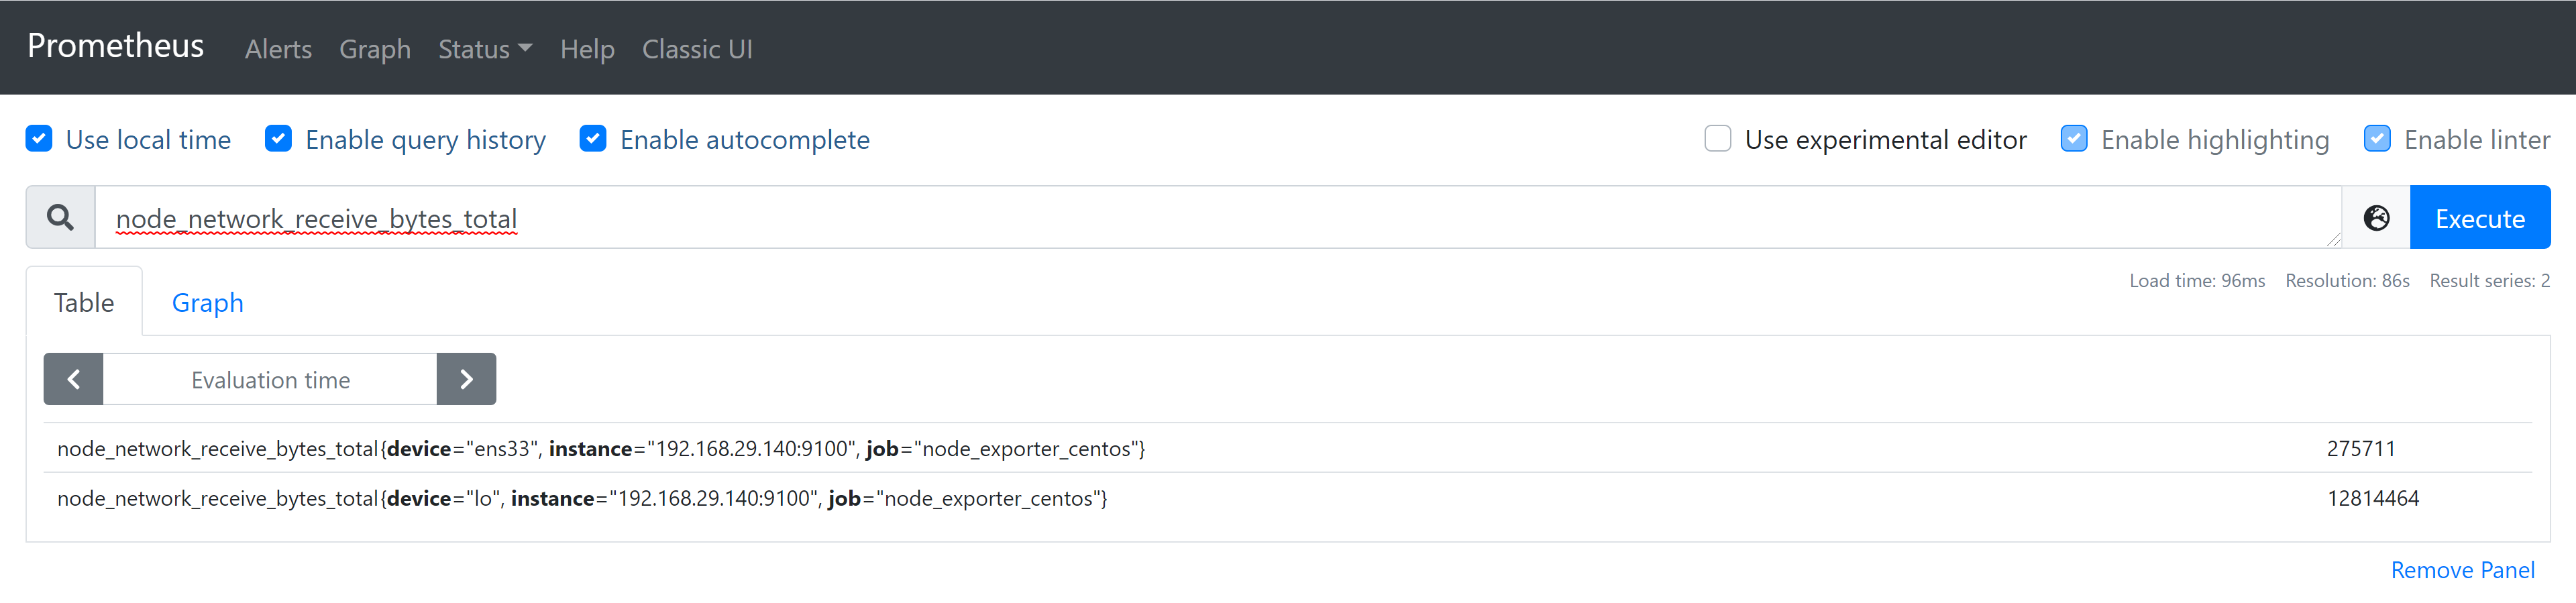 Prometheus Alerts Graph Status Help Classic UI
Use local time Enable query history Enable autocomplete Use experimental editor Enable highlighting Enable linter
node_network_receive_bytes_total Execute
Load time: 96ms Resolution: 86s Result series: 2
Table Graph
Evaluation time
node_network_receive_bytes_total{device="ens33", instance="192.168.29.140:9100", job="node_exporter_centos"} 275711
node_network_receive_bytes_total{device="lo", instance="192.168.29.140:9100", job="node_exporter_centos"} 12814464
Remove Panel